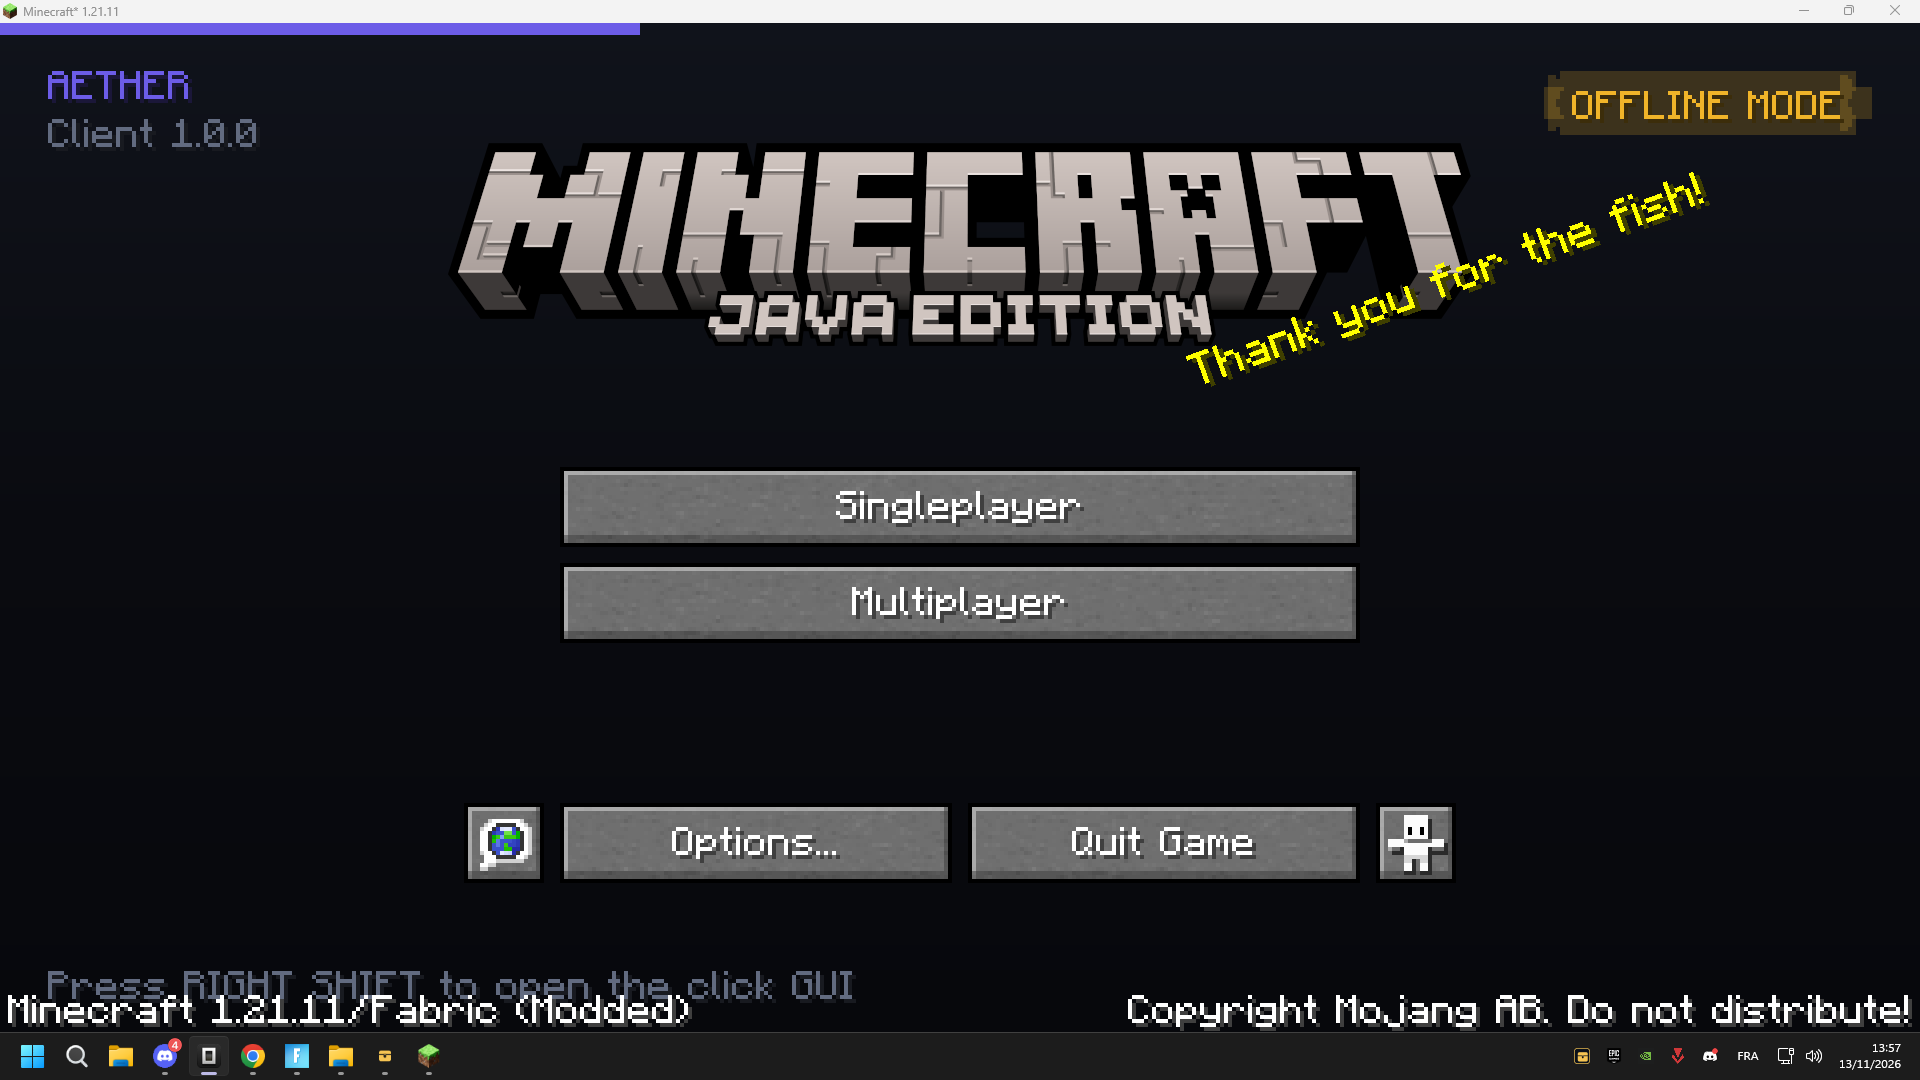 Minecraft* 1.21.11
AETHER
Client 1.0.0
OFFLINE MODE
MINECRAFT
JAVA EDITION
Thank you for the fish!
Singleplayer
Multiplayer
Options...
Quit Game
Press RIGHT SHIFT to open the click GUI
Minecraft 1.21.11/Fabric (Modded)
Copyright Mojang AB. Do not distribute!
4
F
EPIC
FRA
13:57
13/11/2026